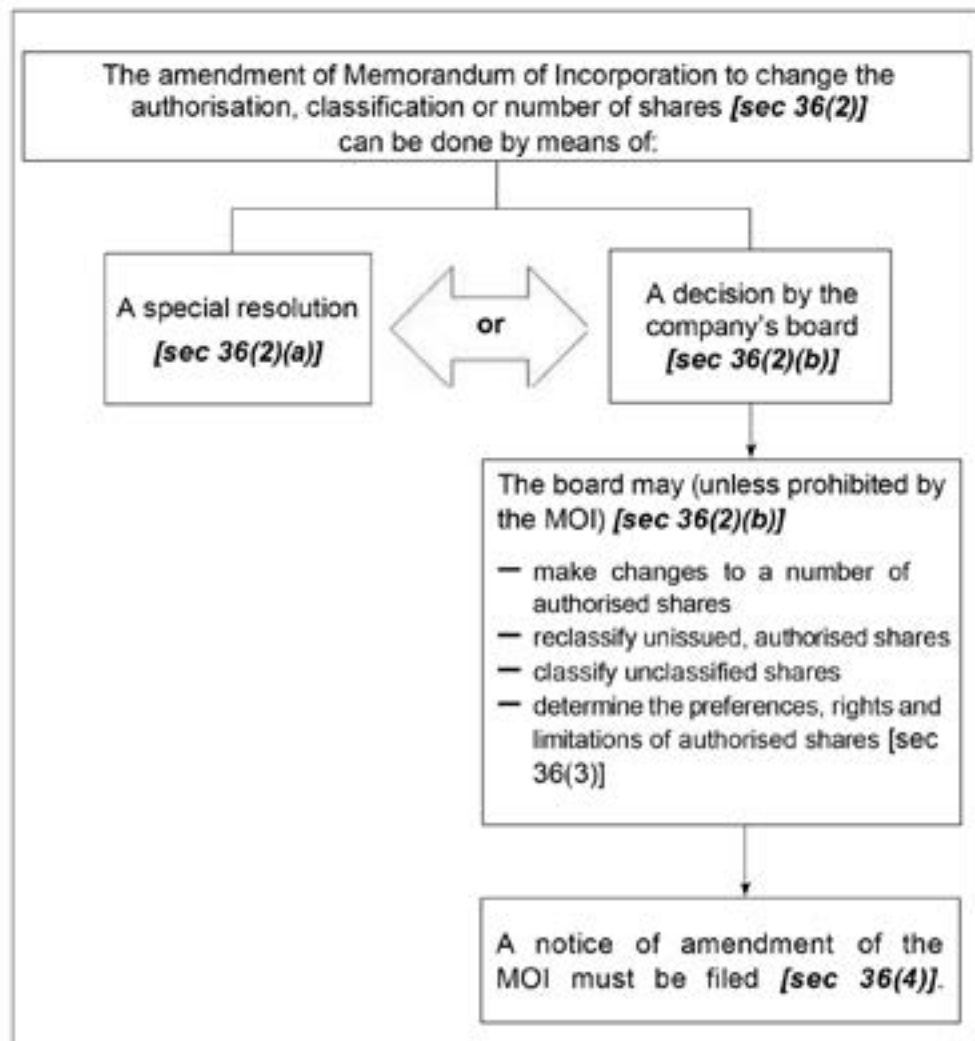 The amendment of Memorandum of Incorporation to change the
authorisation, classification or number of shares [sec 36(2)]
can be done by means of:
A special resolution
[sec 36(2)(a)]
or
A decision by the
company's board
[sec 36(2)(b)]
The board may (unless prohibited by
the MOI) [sec 36(2)(b)]
— make changes to a number of
authorised shares
— reclassify unissued, authorised shares
— classify unclassified shares
— determine the preferences, rights and
limitations of authorised shares [sec
36(3)]
A notice of amendment of the
MOI must be filed [sec 36(4)].